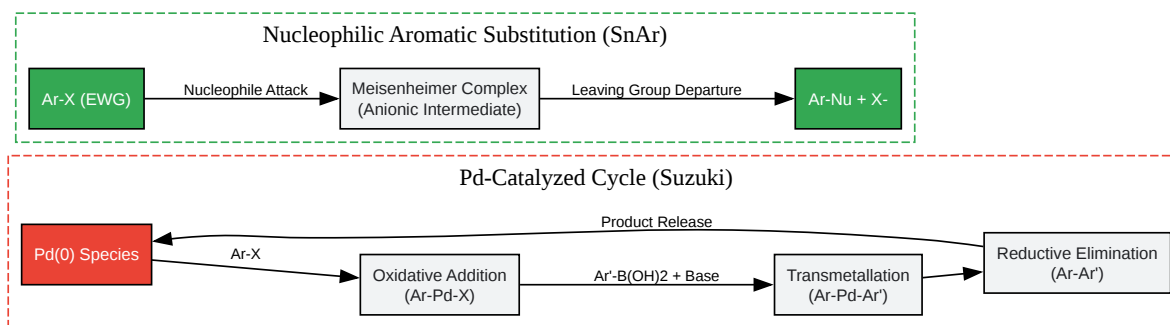 Nucleophilic Aromatic Substitution (SnAr)
Ar-X (EWG)
Nucleophile Attack
Meisenheimer Complex
(Anionic Intermediate)
Leaving Group Departure
Ar-Nu + X-
Pd-Catalyzed Cycle (Suzuki)
Product Release
Pd(0) Species
Ar-X
Oxidative Addition
(Ar-Pd-X)
Ar'-B(OH)2 + Base
Transmetallation
(Ar-Pd-Ar')
Reductive Elimination
(Ar-Ar')